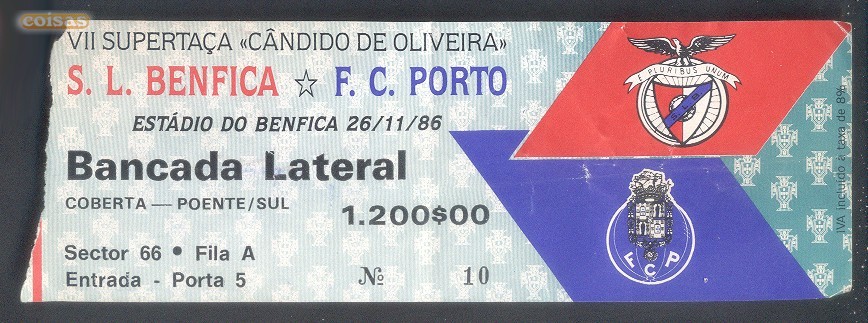 coisas
VII SUPERTAÇA «CÂNDIDO DE OLIVEIRA»
S. L. BENFICA ☆ F. C. PORTO
ESTÁDIO DO BENFICA 26/11/86
Bancada Lateral
COBERTA — POENTE/SUL
1.200$00
Sector 66 • Fila A
Entrada - Porta 5
Nº 10
E PLURIBUS UNUM
SLB
FCP
IVA incluído à taxa de 8%